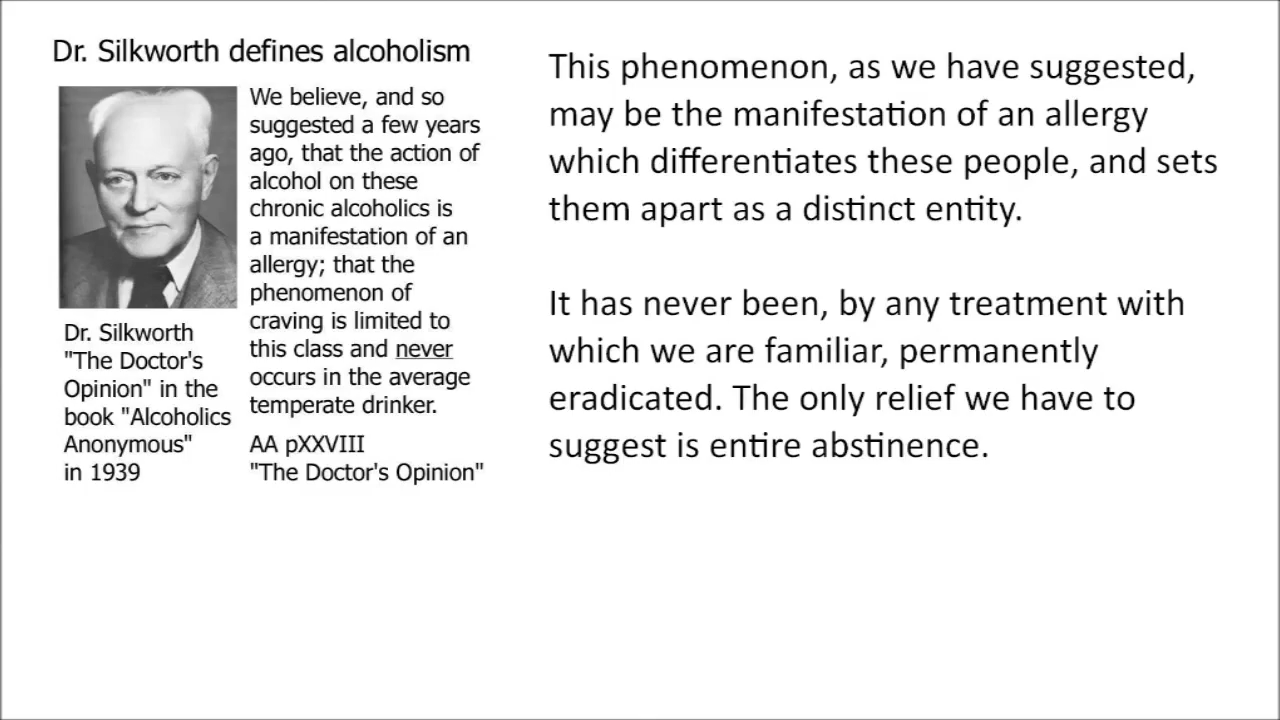 Dr. Silkworth defines alcoholism
We believe, and so
suggested a few years
ago, that the action of
alcohol on these
chronic alcoholics is
a manifestation of an
allergy; that the
phenomenon of
craving is limited to
this class and never
occurs in the average
temperate drinker.
AA pXXVIII
"The Doctor's Opinion"
Dr. Silkworth
"The Doctor's
Opinion" in the
book "Alcoholics
Anonymous"
in 1939
This phenomenon, as we have suggested,
may be the manifestation of an allergy
which differentiates these people, and sets
them apart as a distinct entity.
It has never been, by any treatment with
which we are familiar, permanently
eradicated. The only relief we have to
suggest is entire abstinence.